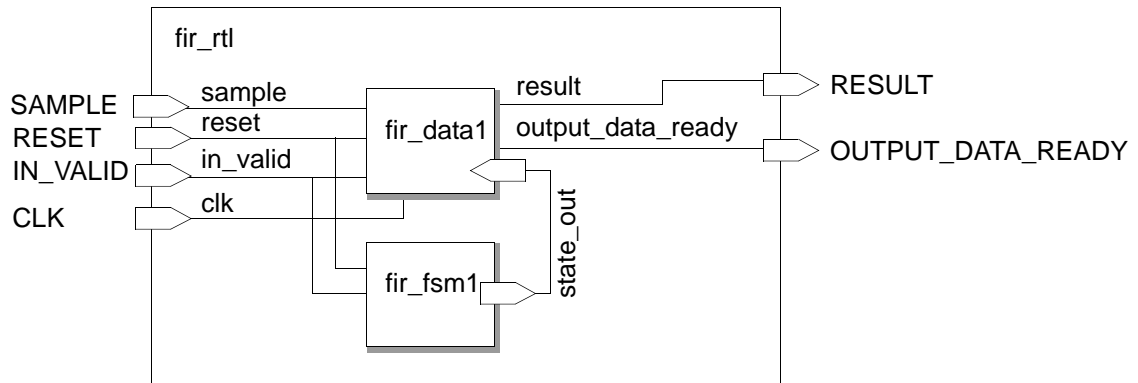 fir_rtl
SAMPLE
sample
result
RESULT
RESET
reset
fir_data1
output_data_ready
OUTPUT_DATA_READY
IN_VALID
in_valid
CLK
clk
state_out
fir_fsm1